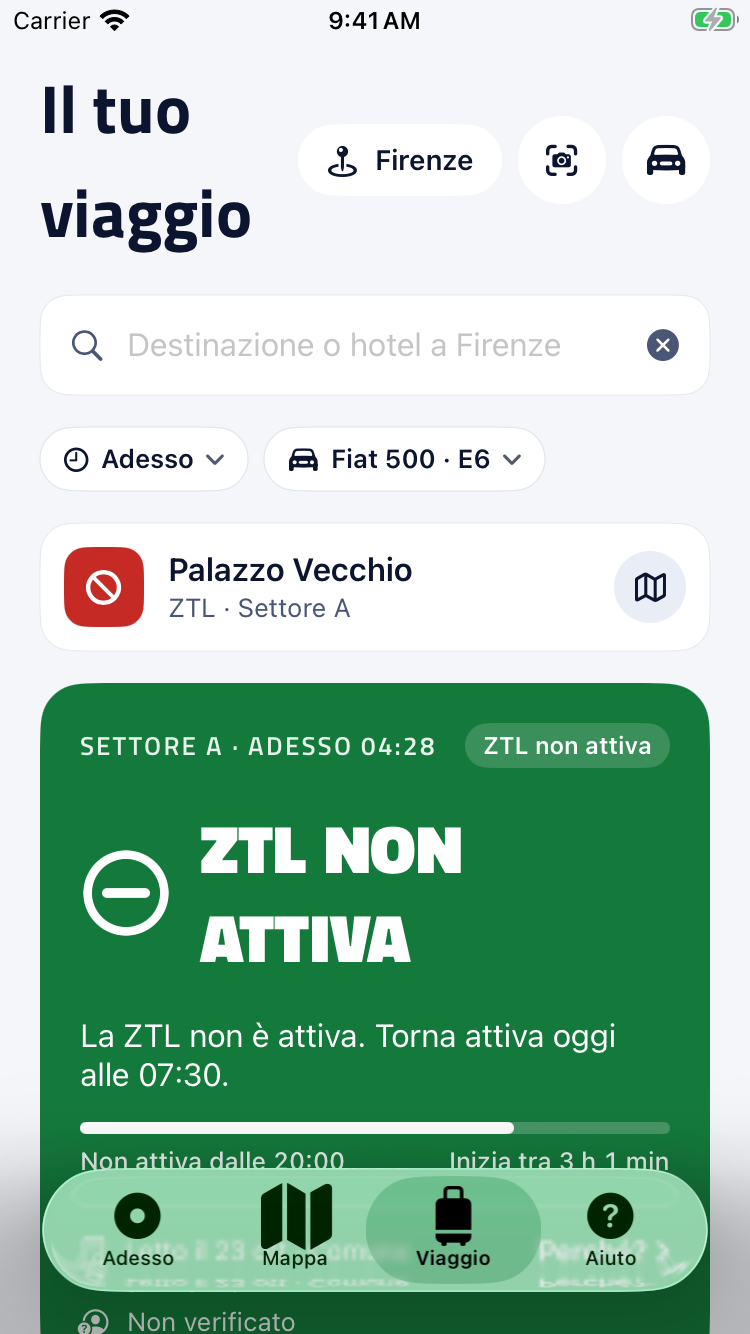 Carrier 9:41 AM
Il tuo
viaggio
Firenze
Destinazione o hotel a Firenze
Adesso
Fiat 500 · E6
Palazzo Vecchio
ZTL · Settore A
SETTORE A · ADESSO 04:28
ZTL non attiva
ZTL NON
ATTIVA
La ZTL non è attiva. Torna attiva oggi
alle 07:30.
Non attiva dalle 20:00
Inizia tra 3 h 1 min
Perché?
Adesso
Mappa
Viaggio
Aiuto
Non verificato